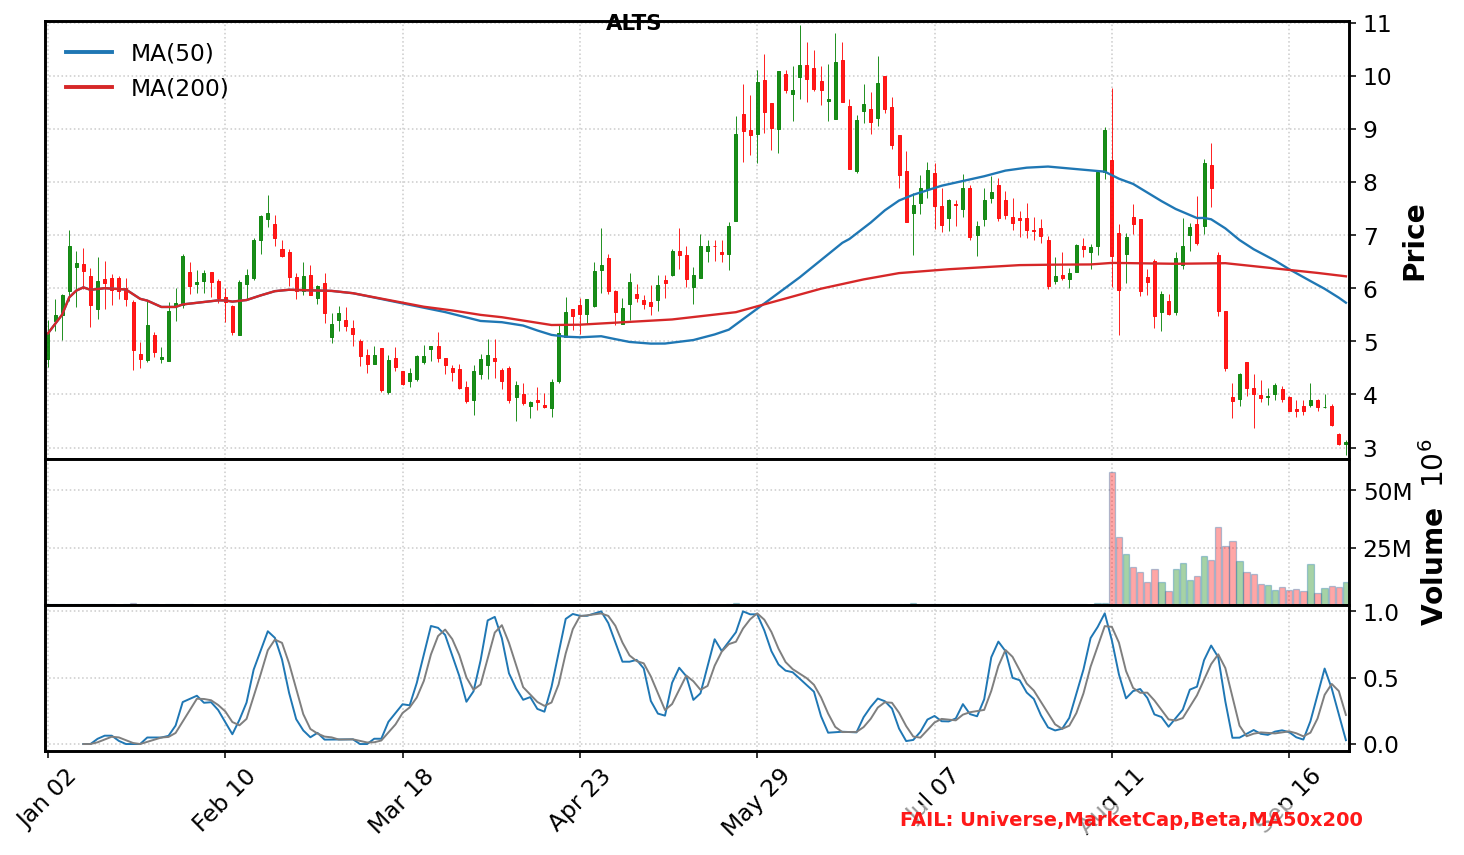 ALTS
MA(50)
MA(200)
11
10
9
8
7
6
5
4
3
Price
50M
25M
Volume 10^6
1.0
0.5
0.0
Jan 02
Feb 10
Mar 18
Apr 23
May 29
Jul 07
Aug 11
Sep 16
FAIL: Universe,MarketCap,Beta,MA50x200